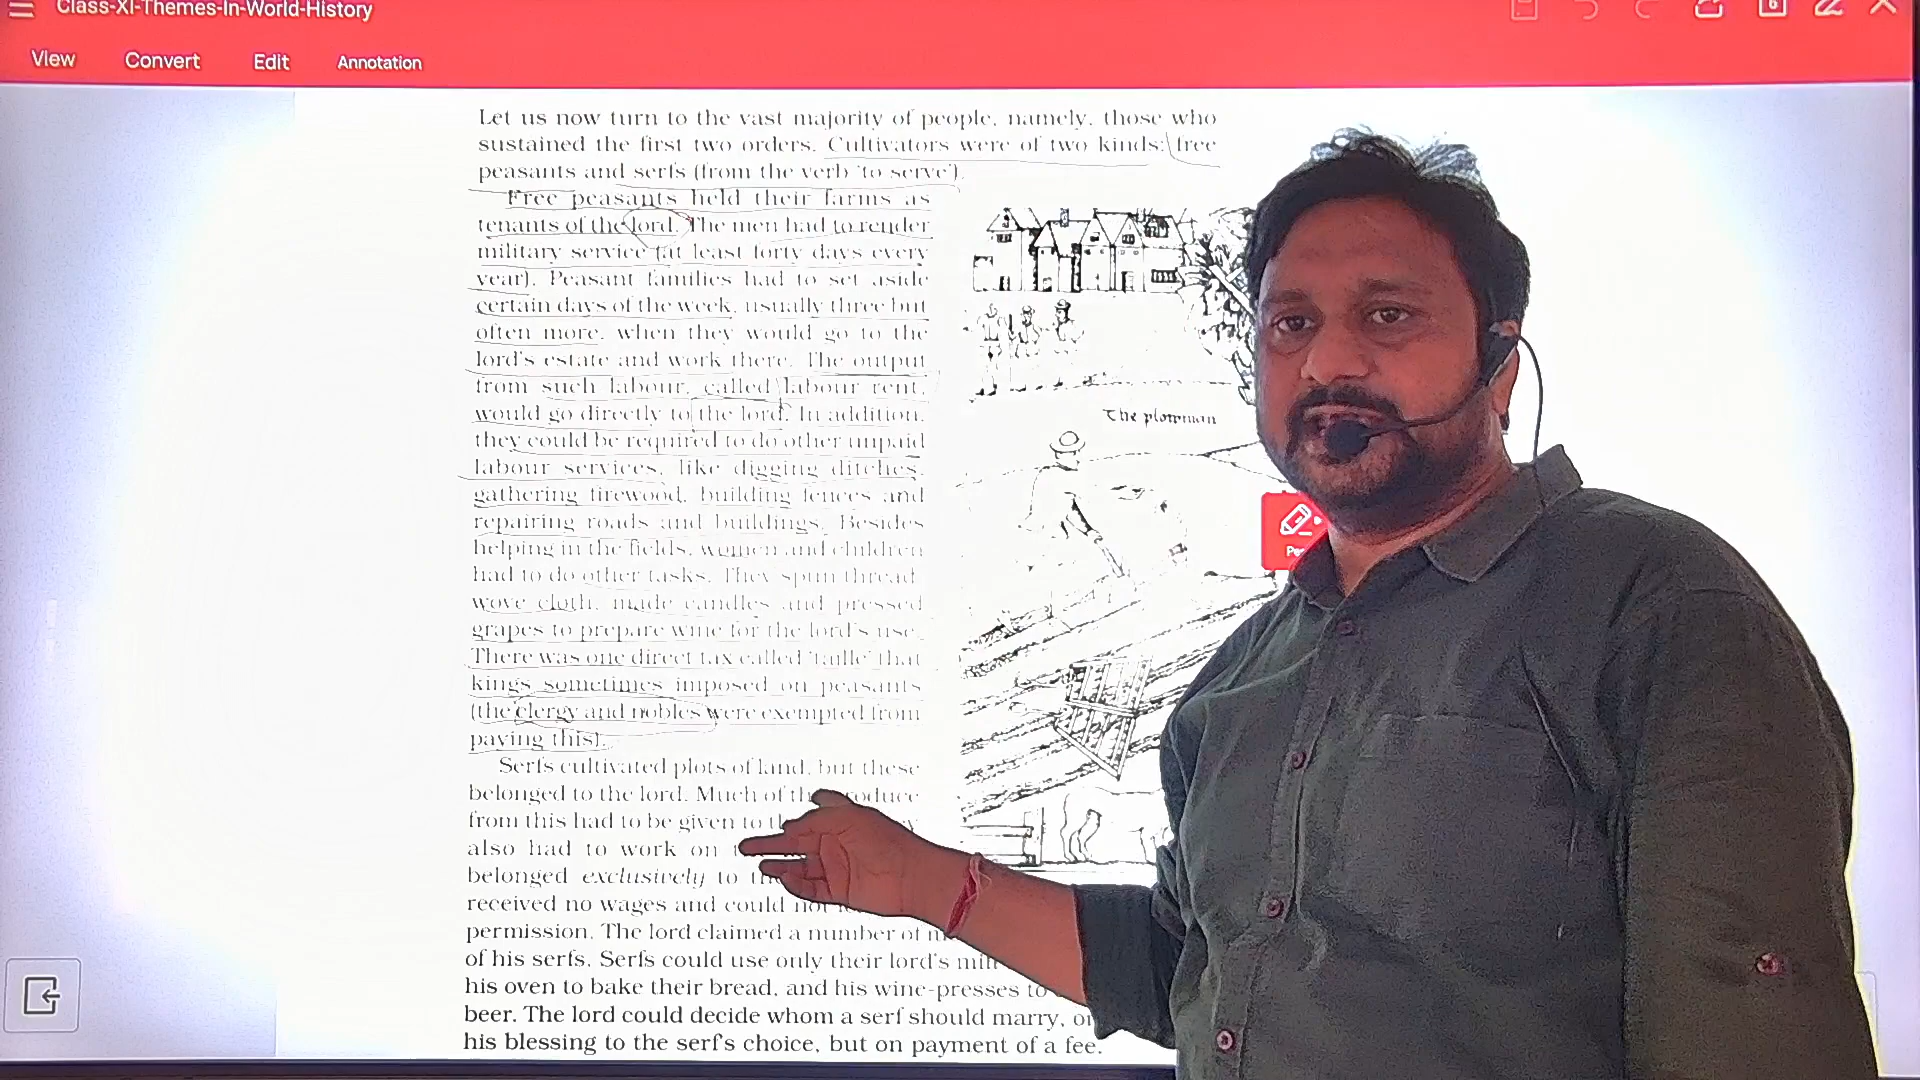 Class-XI-Themes-In-World-History
View Convert Edit Annotation
Let us now turn to the vast majority of people, namely, those who
sustained the first two orders. Cultivators were of two kinds: free
peasants and serfs (from the verb 'to serve').
Free peasants held their farms as
tenants of the lord. The men had to render
military service (at least forty days every
year). Peasant families had to set aside
certain days of the week, usually three but
often more, when they would go to the
lord's estate and work there. The output
from such labour, called labour rent,
would go directly to the lord. In addition,
they could be required to do other unpaid
labour services, like digging ditches,
gathering firewood, building fences and
repairing roads and buildings. Besides
helping in the fields, women and children
had to do other tasks. They spun thread,
wove cloth, made candles and pressed
grapes to prepare wine for the lord's use.
There was one direct tax called 'taille' that
kings sometimes imposed on peasants
(the clergy and nobles were exempted from
paying this).
Serfs cultivated plots of land, but these
belonged to the lord. Much of the produce
from this had to be given to
also had to work on
belonged exclusively to the
received no wages and could not
permission. The lord claimed a number of
of his serfs. Serfs could use only their lord's mill
his oven to bake their bread, and his wine-presses to
beer. The lord could decide whom a serf should marry, or
his blessing to the serf's choice, but on payment of a fee.
The plowman